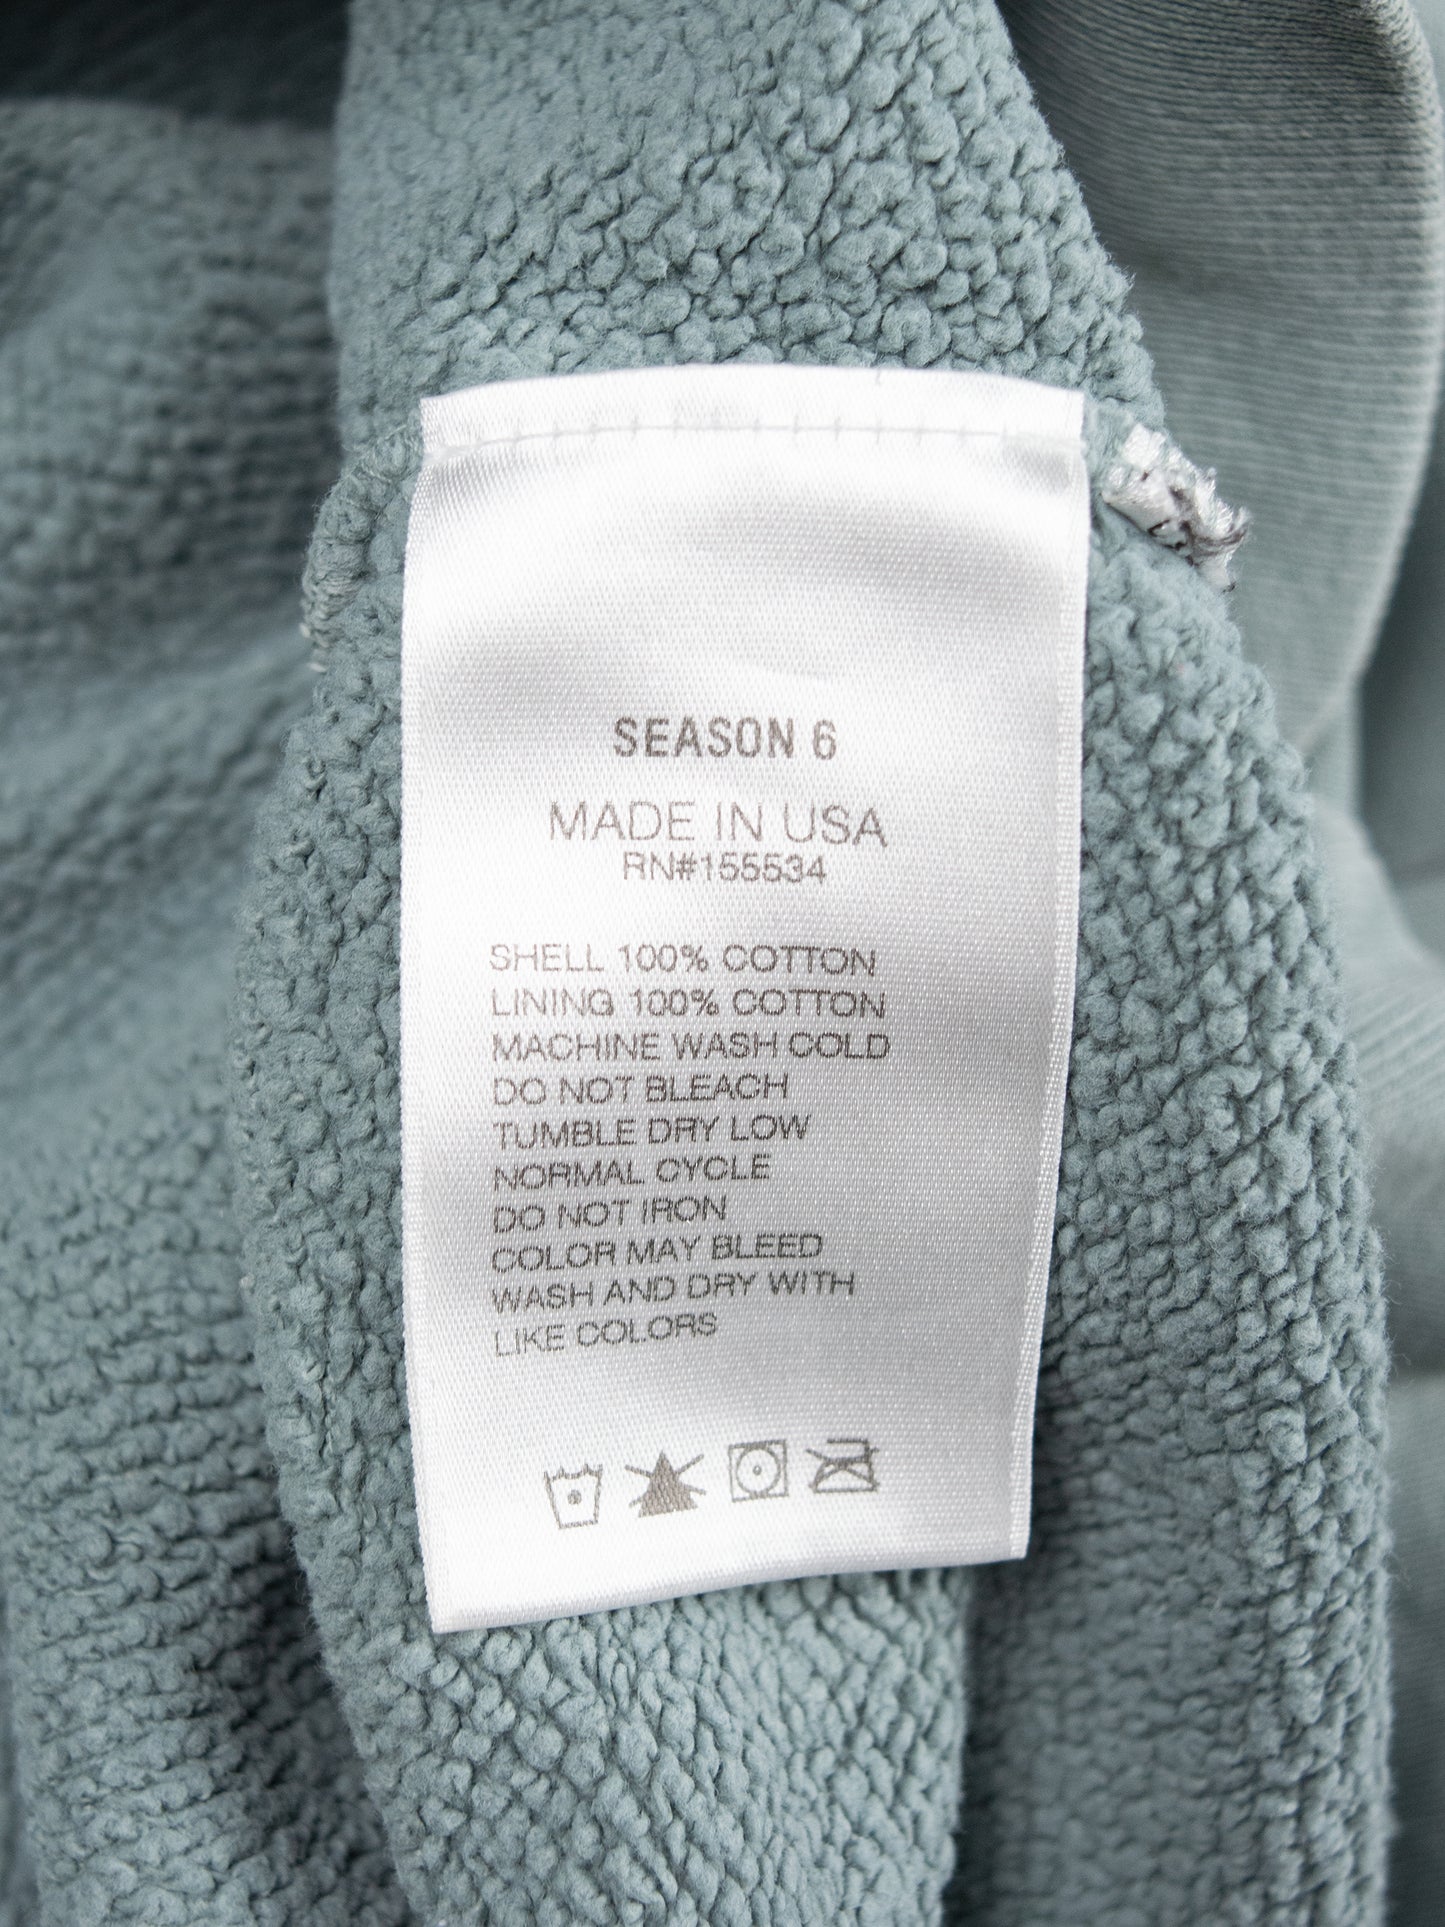 SEASON 6
MADE IN USA
RN#155534
SHELL 100% COTTON
LINING 100% COTTON
MACHINE WASH COLD
DO NOT BLEACH
TUMBLE DRY LOW
NORMAL CYCLE
DO NOT IRON
COLOR MAY BLEED
WASH AND DRY WITH
LIKE COLORS